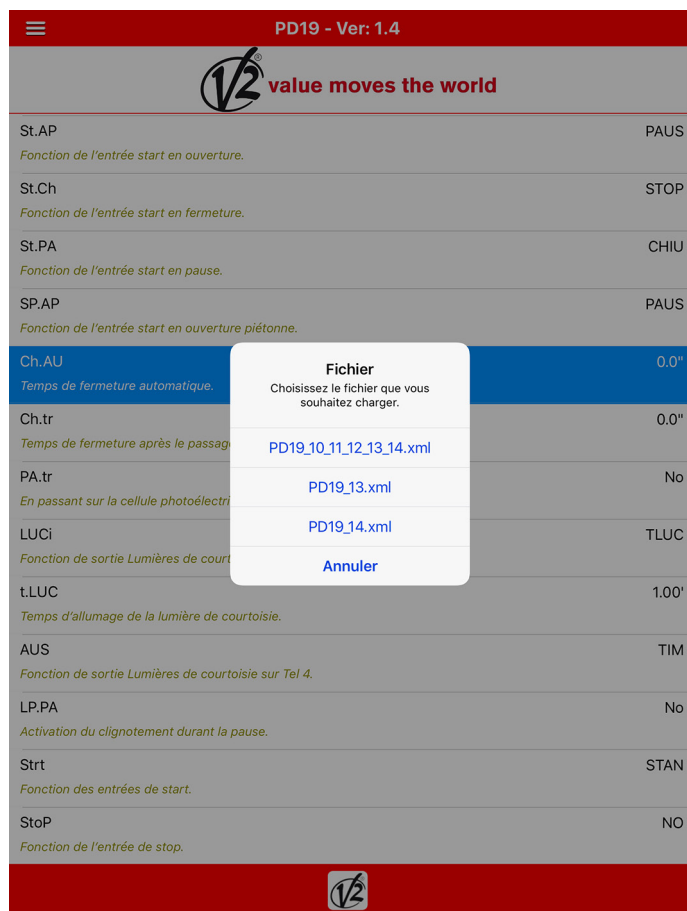 PD19 - Ver: 1.4
V2® value moves the world
St.AP PAUS
Fonction de l'entrée start en ouverture.
St.Ch STOP
Fonction de l'entrée start en fermeture.
St.PA CHIU
Fonction de l'entrée start en pause.
SP.AP PAUS
Fonction de l'entrée start en ouverture piétonne.
Ch.AU 0.0"
Temps de fermeture automatique.
Ch.tr 0.0"
Temps de fermeture après le passag
PA.tr No
En passant sur la cellule photoélectri
LUCi TLUC
Fonction de sortie Lumières de court
t.LUC 1.00'
Temps d'allumage de la lumière de courtoisie.
AUS TIM
Fonction de sortie Lumières de courtoisie sur Tel 4.
LP.PA No
Activation du clignotement durant la pause.
Strt STAN
Fonction des entrées de start.
StoP NO
Fonction de l'entrée de stop.
Fichier
Choisissez le fichier que vous
souhaitez charger.
PD19_10_11_12_13_14.xml
PD19_13.xml
PD19_14.xml
Annuler
V2